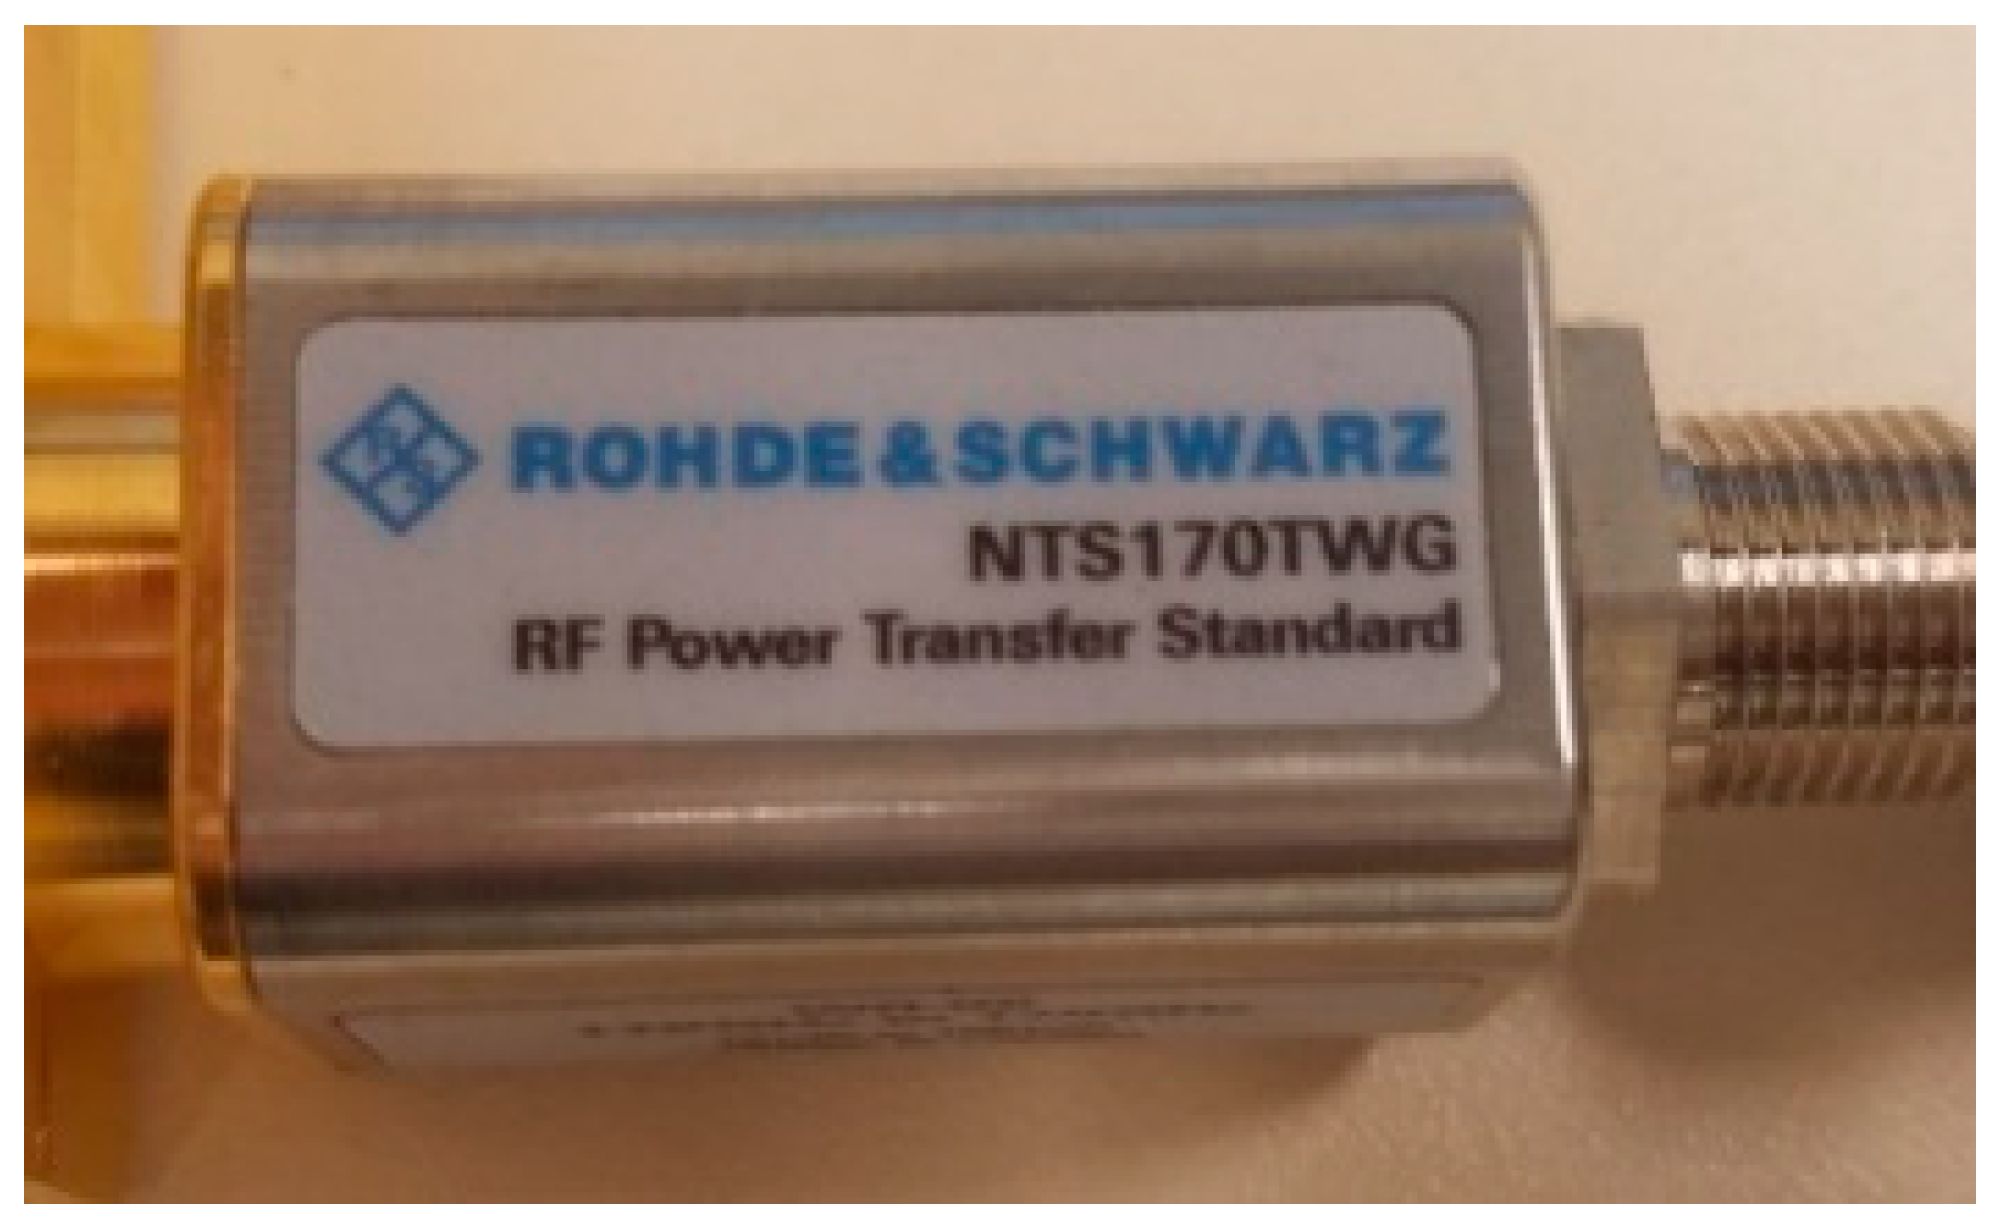 ROHDE & SCHWARZ
NTS170TWG
RF Power Transfer Standard